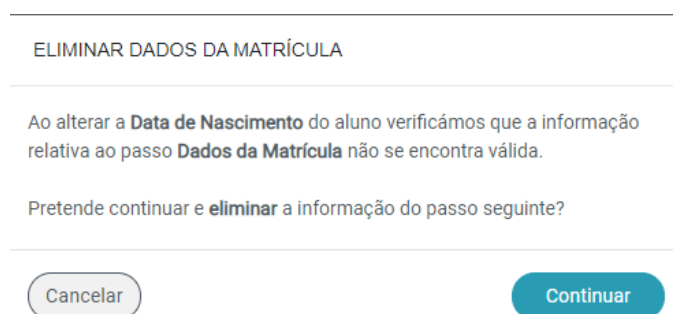 ELIMINAR DADOS DA MATRÍCULA
Ao alterar a Data de Nascimento do aluno verificámos que a informação
relativa ao passo Dados da Matrícula não se encontra válida.
Pretende continuar e eliminar a informação do passo seguinte?
Cancelar
Continuar